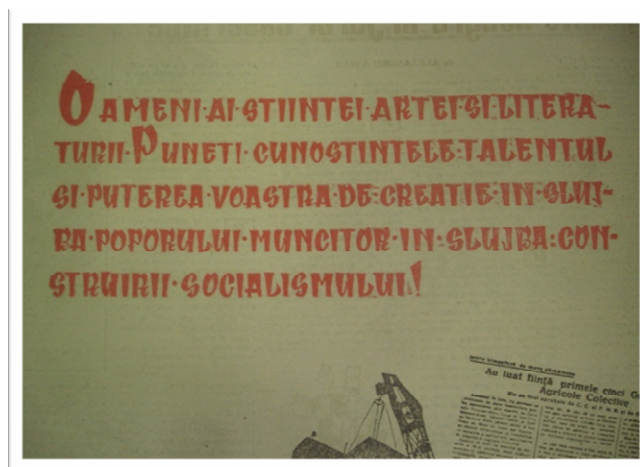 OAMENI·AI·STIINTEI·ARTEI·SI·LITERA-
TURII·PUNETI·CUNOSTINTELE·TALENTUL
SI·PUTEREA·VOASTRA·DE·CREATIE·IN·SLUJ-
BA·POPORULUI·MUNCITOR·IN·SLUJBA·CON-
STRUIRII·SOCIALISMULUI!
Au luat ființă primele cinci
Agricole Colective